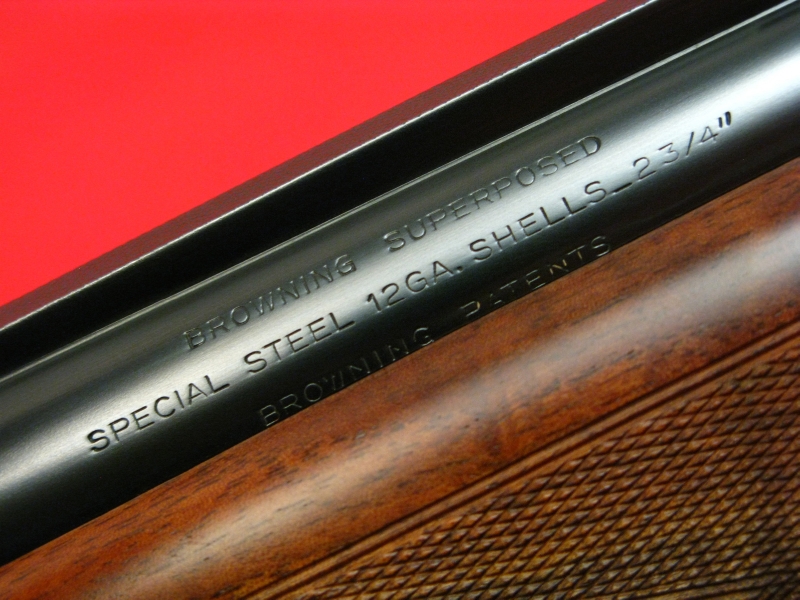 BROWNING SUPERPOSED
SPECIAL STEEL 12GA. SHELLS_2 3/4"
BROWNING PATENTS